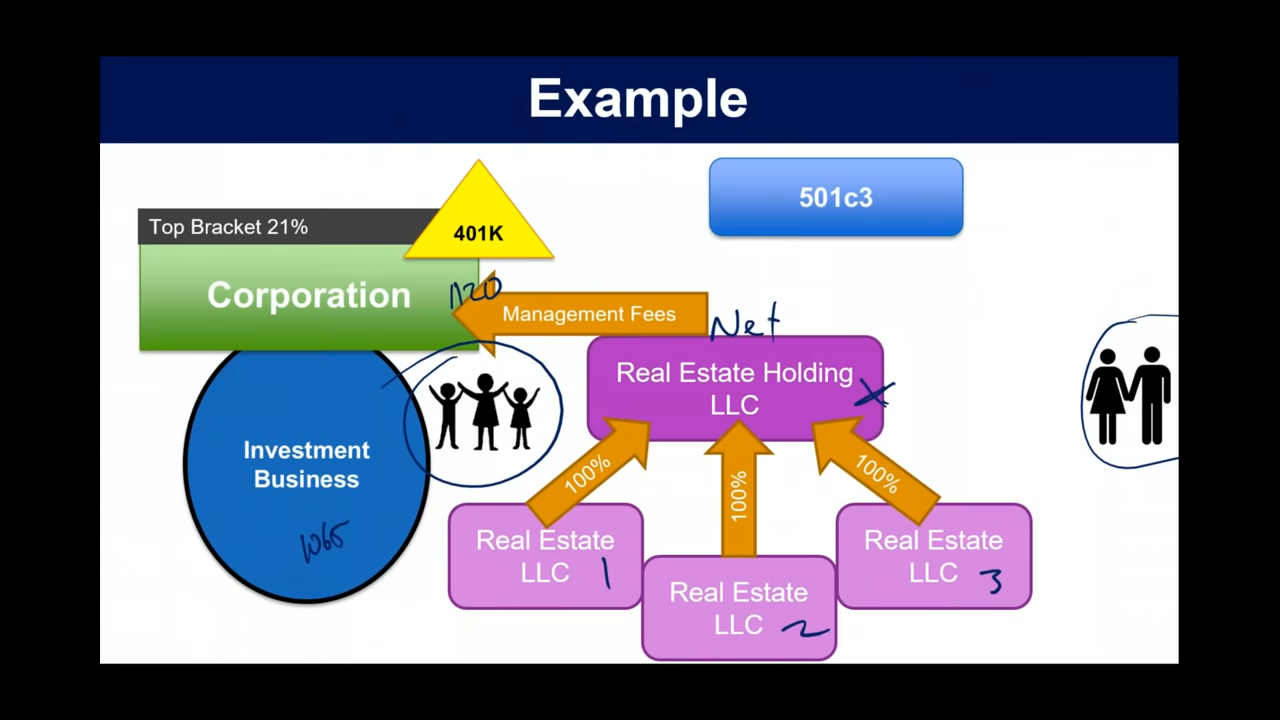 Example
501c3
Top Bracket 21%
401K
Corporation
1120
Management Fees
Net
Real Estate Holding
LLC
X
Investment
Business
1065
100%
100%
100%
Real Estate
LLC 1
Real Estate
LLC 2
Real Estate
LLC 3